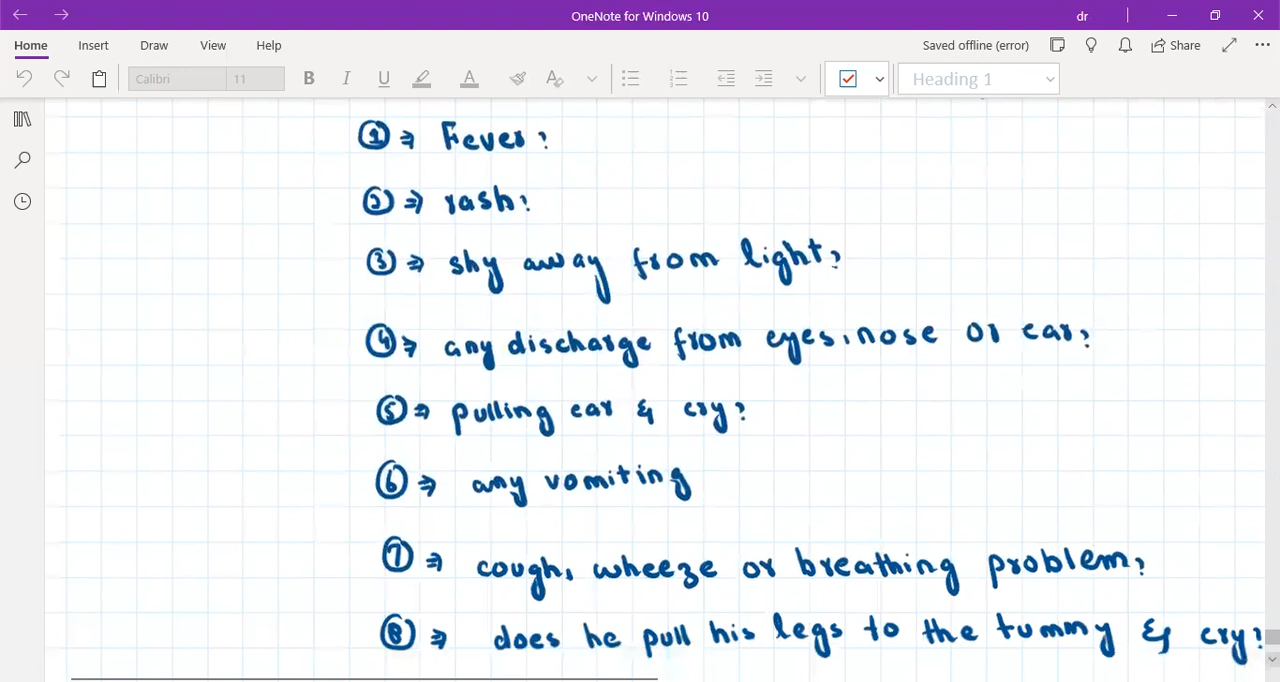 OneNote for Windows 10
dr
Home Insert Draw View Help
Saved offline (error)
Share
Calibri 11
B I U A
Heading 1
① ⇒ Fever?
② ⇒ rash?
③ ⇒ shy away from light?
④ ⇒ any discharge from eyes, nose or ear?
⑤ ⇒ pulling ear & cry?
⑥ ⇒ any vomiting
⑦ ⇒ cough, wheeze or breathing problem?
⑧ ⇒ does he pull his legs to the tummy & cry?